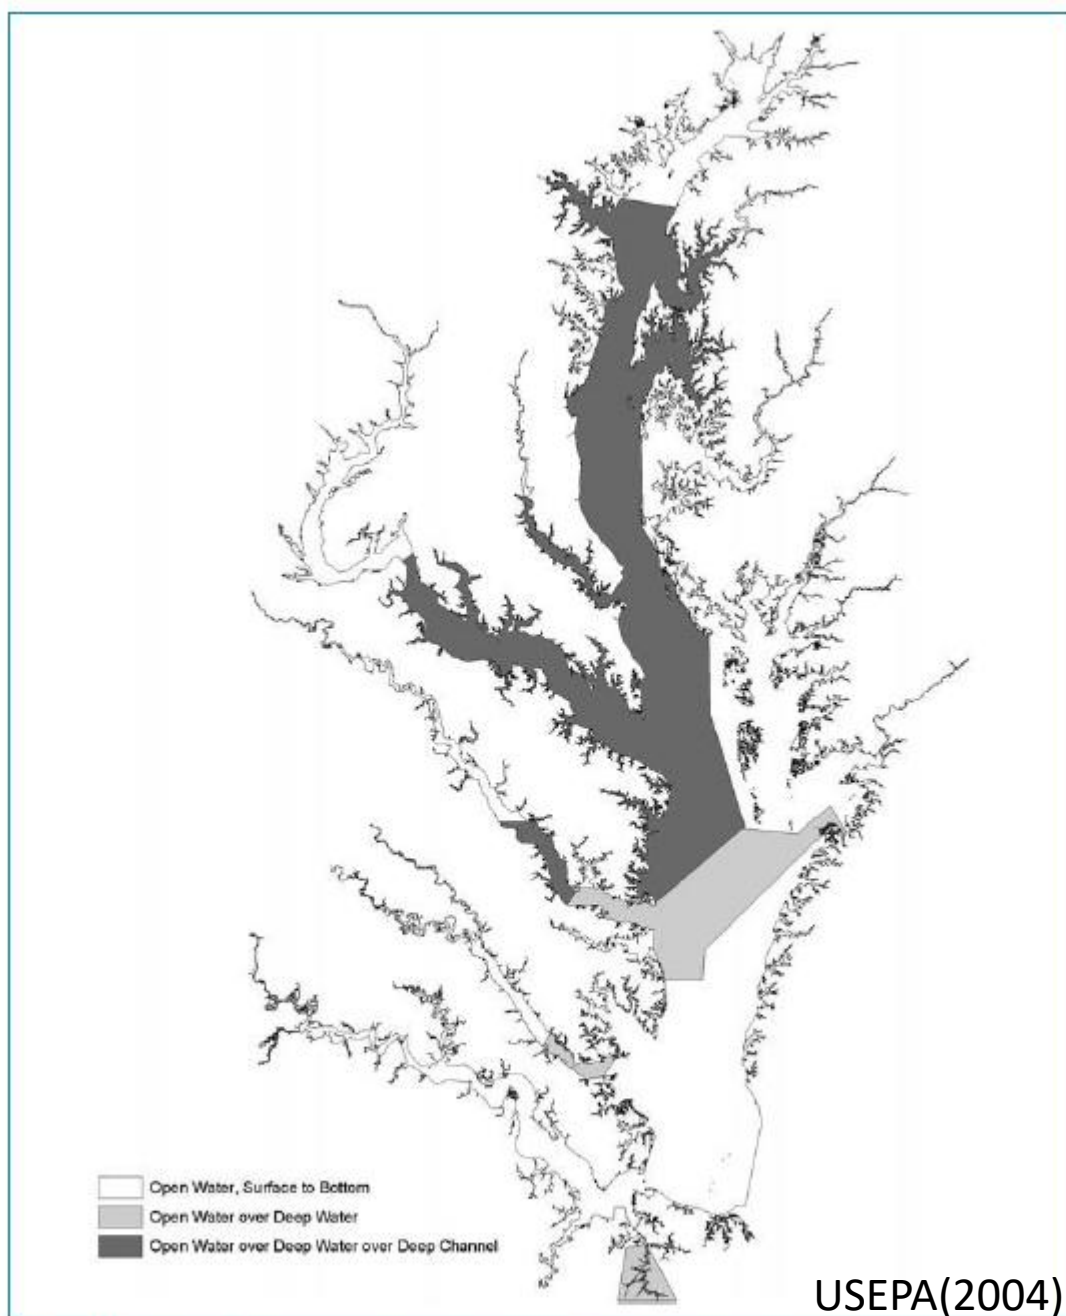 Open Water, Surface to Bottom
Open Water over Deep Water
Open Water over Deep Water over Deep Channel
USEPA(2004)